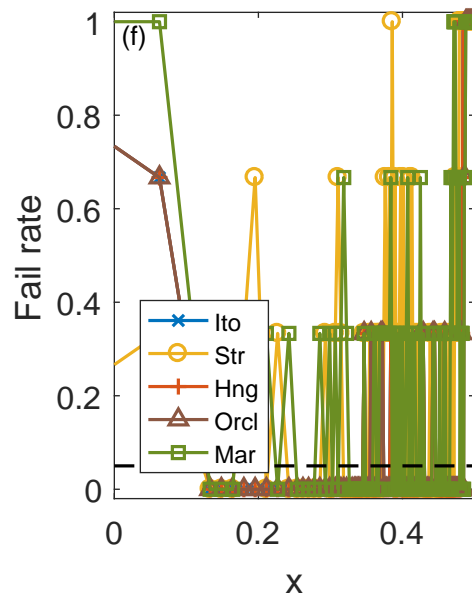 (f)
1
0.8
0.6
0.4
0.2
0
Fail rate
Ito
Str
Hng
Orcl
Mar
0
0.2
0.4
x